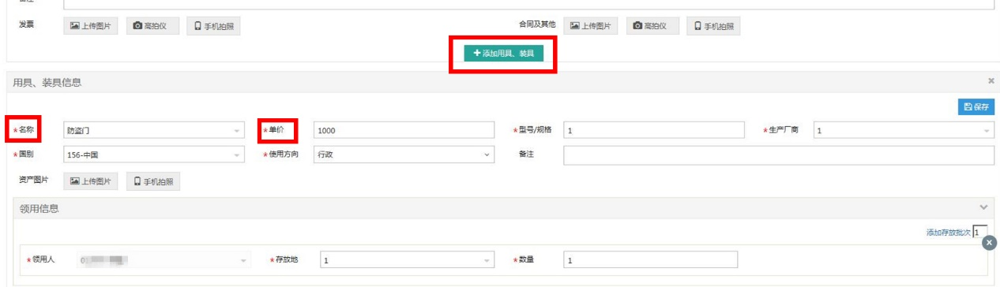 发票 上传图片 高拍仪 手机拍照 合同及其他 上传图片 高拍仪 手机拍照
+添加用具、装具
用具、装具信息
保存
*名称 防盗门 *单价 1000 *型号/规格 1 *生产厂商 1
*国别 156-中国 *使用方向 行政 备注
资产图片 上传图片 手机拍照
领用信息
添加存放批次 1
*领用人 *存放地 1 *数量 1